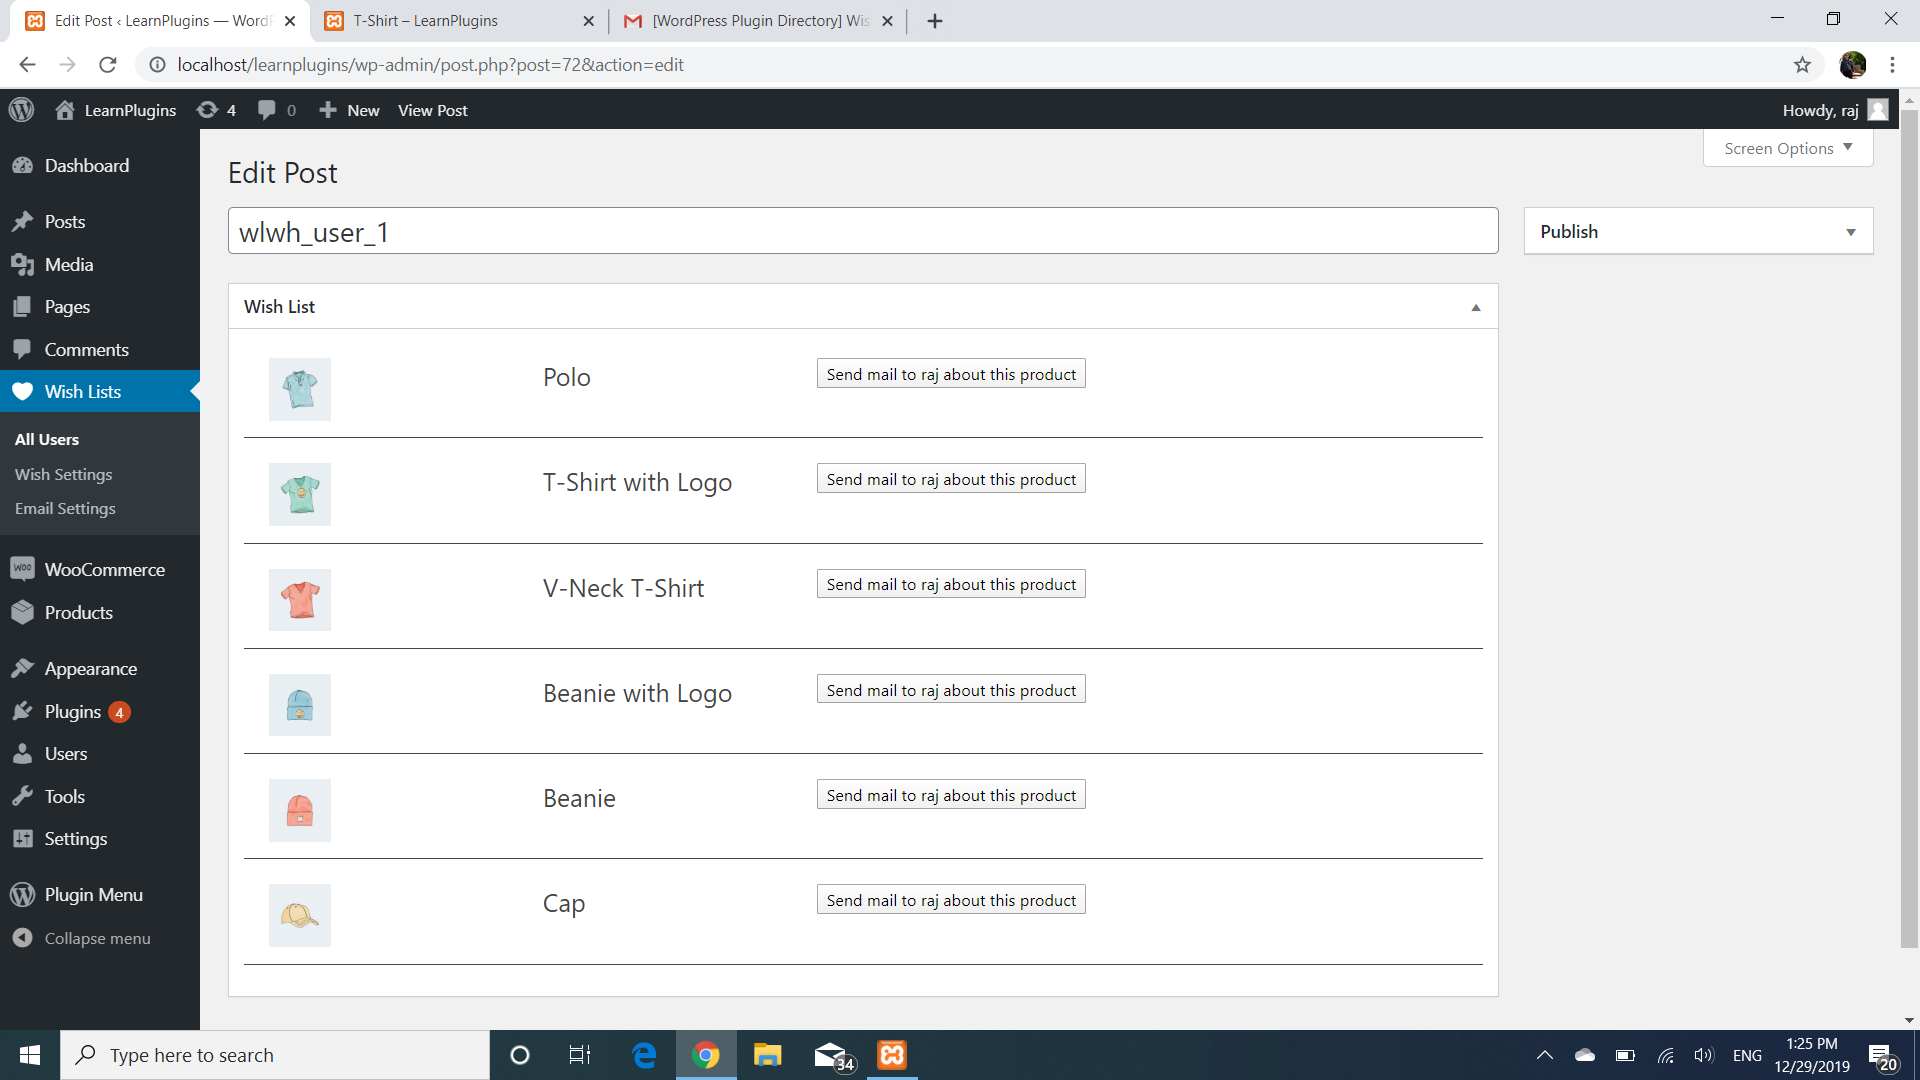 Edit Post ‹ LearnPlugins — WordP
T-Shirt – LearnPlugins
[WordPress Plugin Directory] Wis
localhost/learnplugins/wp-admin/post.php?post=72&action=edit
LearnPlugins 4 0 New View Post
Howdy, raj
Screen Options
Dashboard
Posts
Media
Pages
Comments
Wish Lists
All Users
Wish Settings
Email Settings
WooCommerce
Products
Appearance
Plugins 4
Users
Tools
Settings
Plugin Menu
Collapse menu
Edit Post
wlwh_user_1
Publish
Wish List
Polo
Send mail to raj about this product
T-Shirt with Logo
Send mail to raj about this product
V-Neck T-Shirt
Send mail to raj about this product
Beanie with Logo
Send mail to raj about this product
Beanie
Send mail to raj about this product
Cap
Send mail to raj about this product
Type here to search
34
ENG
1:25 PM
12/29/2019
20